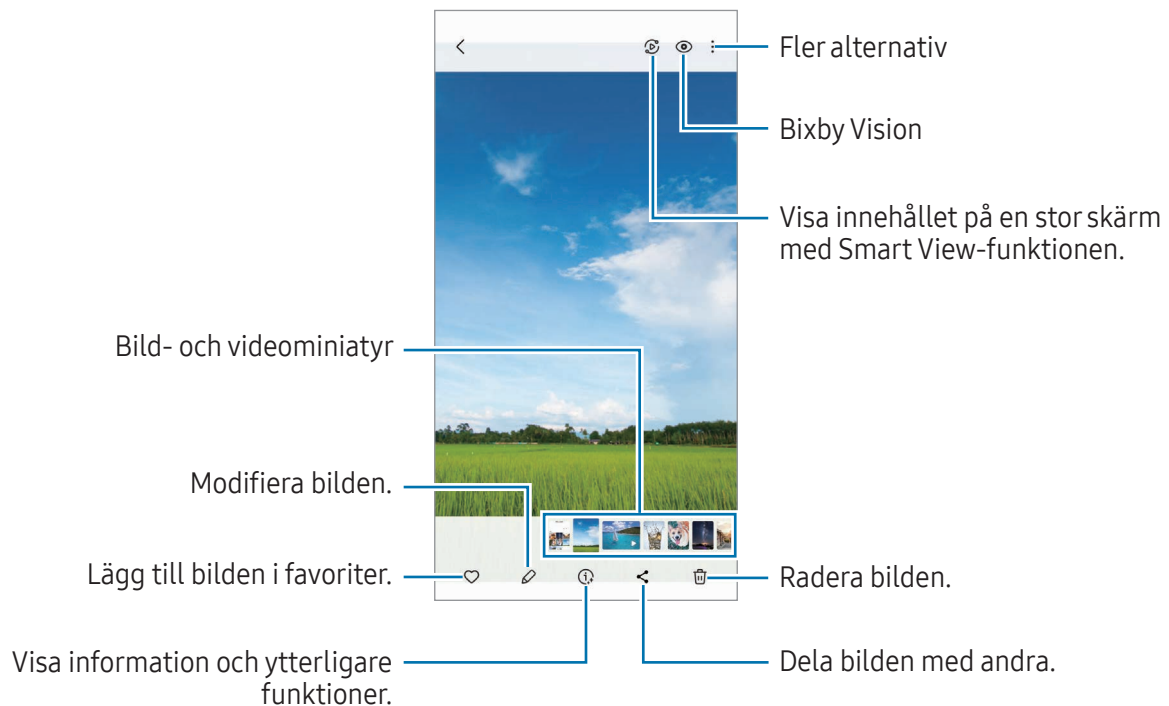 Fler alternativ
Bixby Vision
Visa innehållet på en stor skärm
med Smart View-funktionen.
Bild- och videominiatyr
Modifiera bilden.
Lägg till bilden i favoriter.
Radera bilden.
Visa information och ytterligare
funktioner.
Dela bilden med andra.